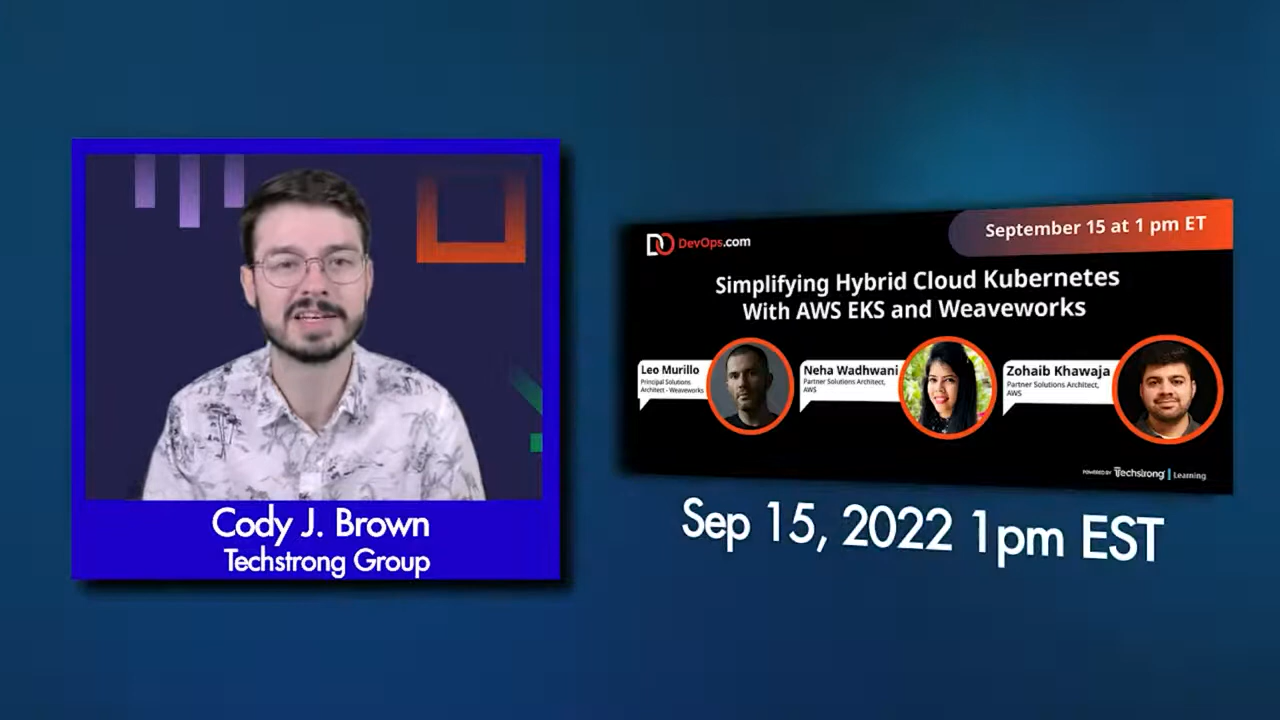 Cody J. Brown
Techstrong Group
DevOps.com
September 15 at 1 pm ET
Simplifying Hybrid Cloud Kubernetes
With AWS EKS and Weaveworks
Leo Murillo
Principal Solutions
Architect - Weaveworks
Neha Wadhwani
Partner Solutions Architect,
AWS
Zohaib Khawaja
Partner Solutions Architect,
AWS
POWERED BY Techstrong | Learning
Sep 15, 2022 1pm EST